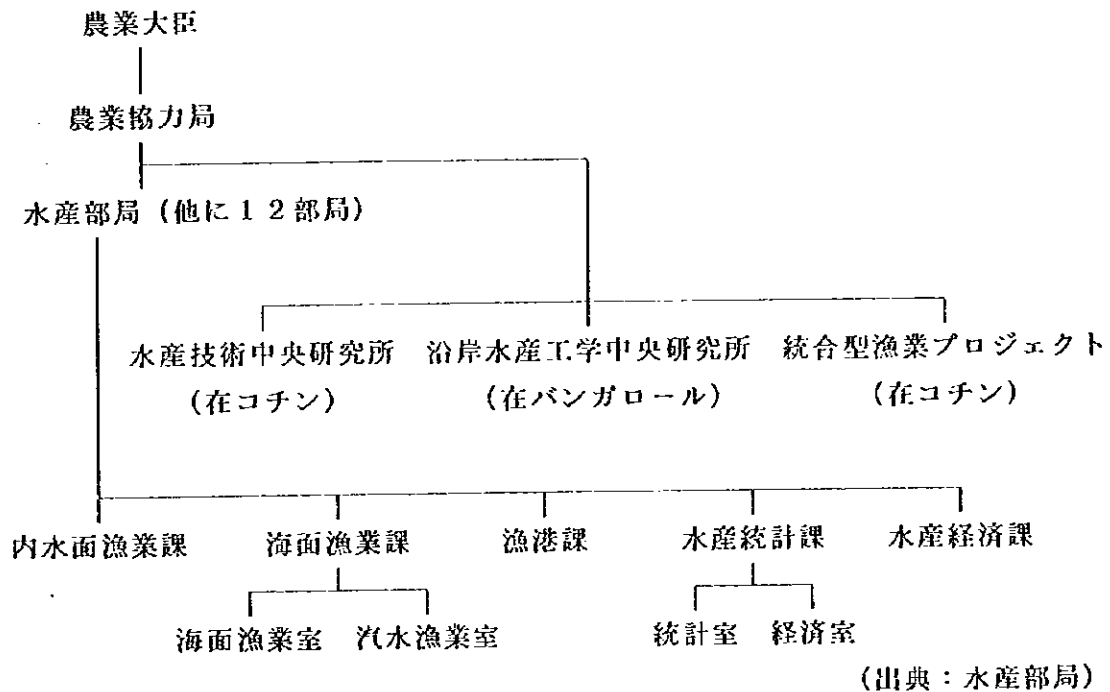 農業大臣
農業協力局
水産部局（他に１２部局）
水産技術中央研究所　沿岸水産工学中央研究所　統合型漁業プロジェクト
（在コチン）　（在バンガロール）　（在コチン）
内水面漁業課　海面漁業課　漁港課　水産統計課　水産経済課
海面漁業室　汽水漁業室　統計室　経済室
（出典：水産部局）